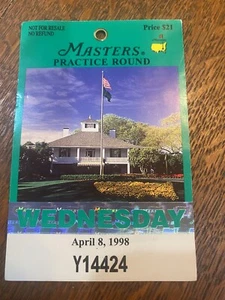 NOT FOR RESALE
NO REFUND
Price $21
MASTERS®
PRACTICE ROUND
WEDNESDAY
April 8, 1998
Y14424